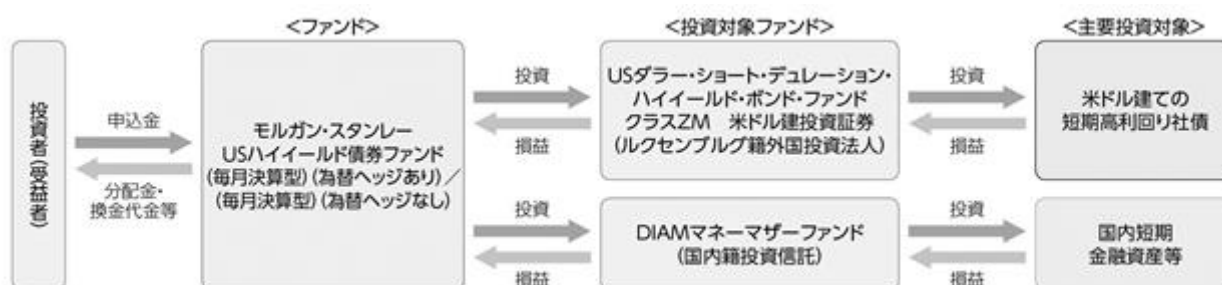 <ファンド>
<投資対象ファンド>
<主要投資対象>
投資者(受益者)
申込金
分配金・
換金代金等
モルガン・スタンレー
USハイイールド債券ファンド
(毎月決算型)(為替ヘッジあり)/
(毎月決算型)(為替ヘッジなし)
投資
損益
USダラー・ショート・デュレーション・
ハイイールド・ボンド・ファンド
クラスZM 米ドル建投資証券
(ルクセンブルグ籍外国投資法人)
投資
損益
米ドル建ての
短期高利回り社債
投資
損益
DIAMマネーマザーファンド
(国内籍投資信託)
投資
損益
国内短期
金融資産等